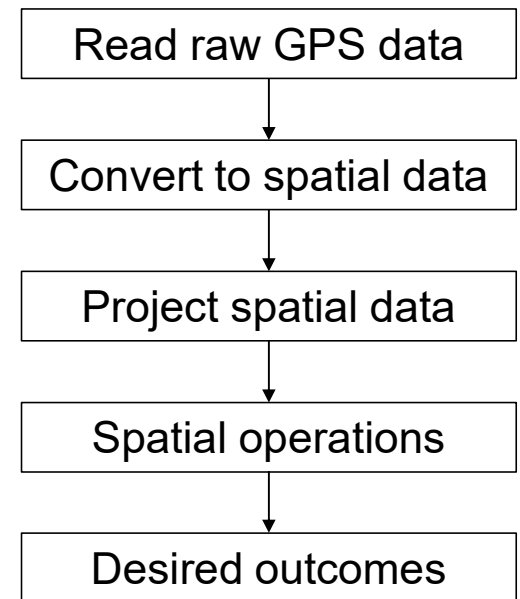 Read raw GPS data
Convert to spatial data
Project spatial data
Spatial operations
Desired outcomes